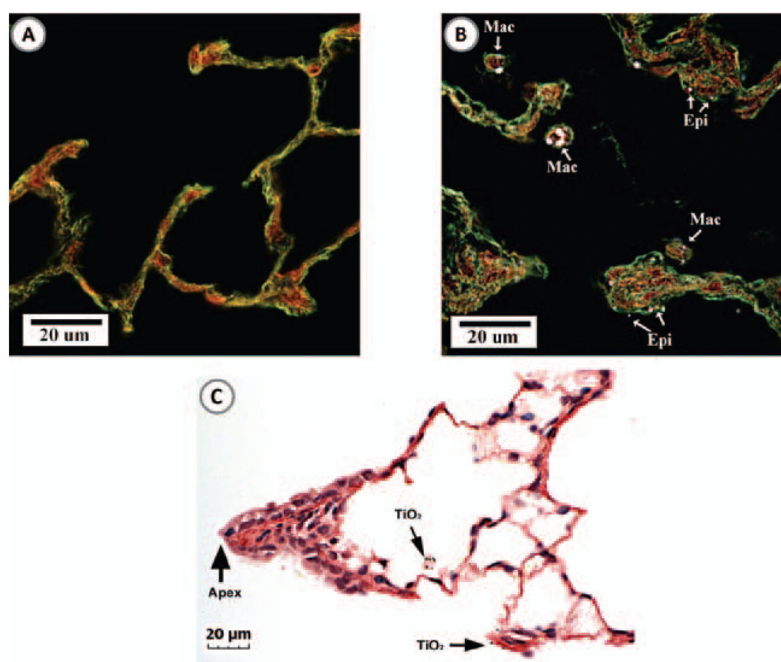 A
B
Mac
Epi
Mac
Mac
20 um
20 um
Epi
C
TiO₂
Apex
20 µm
TiO₂